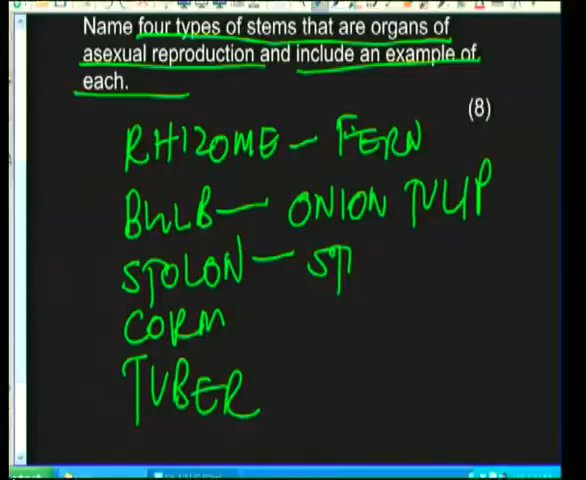 Name four types of stems that are organs of
asexual reproduction and include an example of
each.
(8)
RHIZOME - FERN
BULB - ONION TULIP
STOLON - ST
CORM
TUBER